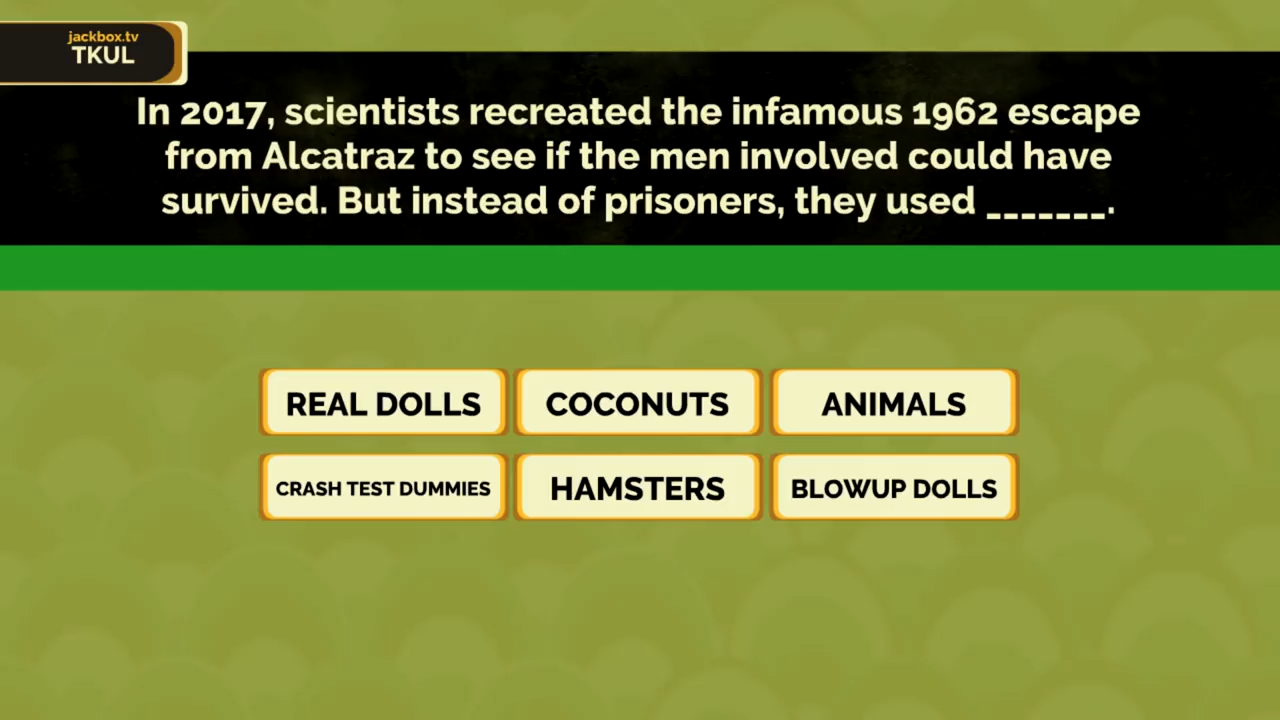 jackbox.tv
TKUL
In 2017, scientists recreated the infamous 1962 escape
from Alcatraz to see if the men involved could have
survived. But instead of prisoners, they used _______.
REAL DOLLS
COCONUTS
ANIMALS
CRASH TEST DUMMIES
HAMSTERS
BLOWUP DOLLS